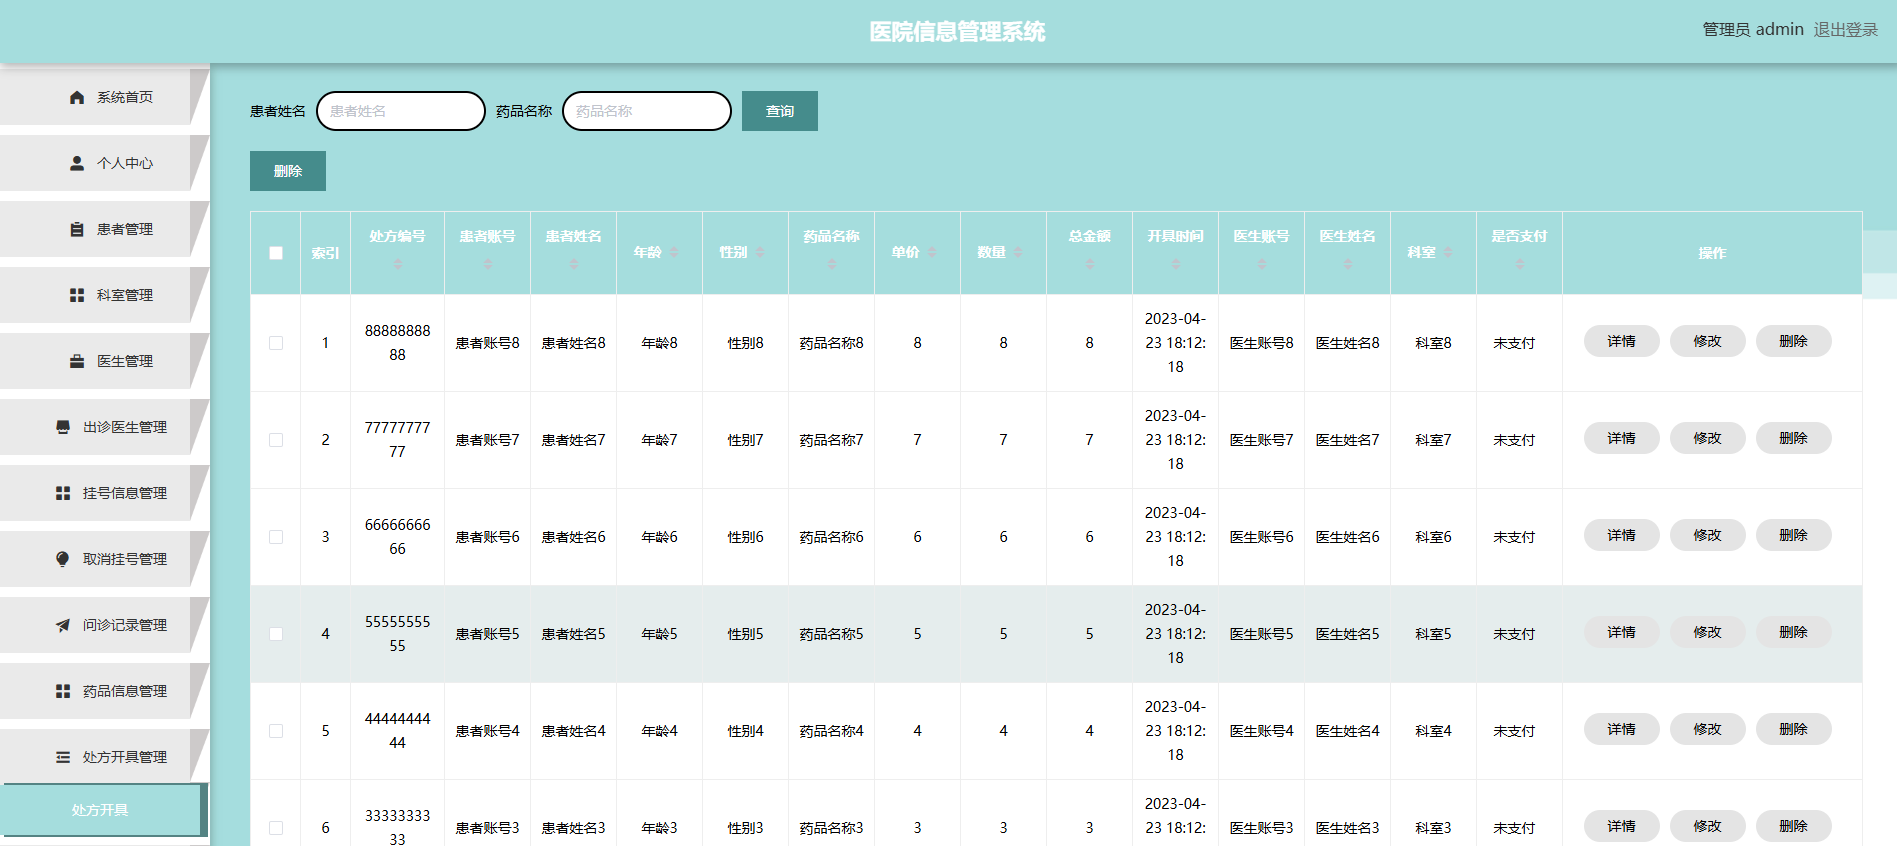 医院信息管理系统
管理员 admin 退出登录
系统首页
个人中心
患者管理
科室管理
医生管理
出诊医生管理
挂号信息管理
取消挂号管理
问诊记录管理
药品信息管理
处方开具管理
处方开具
患者姓名 患者姓名 药品名称 药品名称 查询
删除
索引 处方编号 患者账号 患者姓名 年龄 性别 药品名称 单价 数量 总金额 开具时间 医生账号 医生姓名 科室 是否支付 操作
1 88888888 88 患者账号8 患者姓名8 年龄8 性别8 药品名称8 8 8 8 2023-04-23 18:12:18 医生账号8 医生姓名8 科室8 未支付 详情 修改 删除
2 77777777 77 患者账号7 患者姓名7 年龄7 性别7 药品名称7 7 7 7 2023-04-23 18:12:18 医生账号7 医生姓名7 科室7 未支付 详情 修改 删除
3 66666666 66 患者账号6 患者姓名6 年龄6 性别6 药品名称6 6 6 6 2023-04-23 18:12:18 医生账号6 医生姓名6 科室6 未支付 详情 修改 删除
4 55555555 55 患者账号5 患者姓名5 年龄5 性别5 药品名称5 5 5 5 2023-04-23 18:12:18 医生账号5 医生姓名5 科室5 未支付 详情 修改 删除
5 44444444 44 患者账号4 患者姓名4 年龄4 性别4 药品名称4 4 4 4 2023-04-23 18:12:18 医生账号4 医生姓名4 科室4 未支付 详情 修改 删除
6 33333333 33 患者账号3 患者姓名3 年龄3 性别3 药品名称3 3 3 3 2023-04-23 18:12: 医生账号3 医生姓名3 科室3 未支付 详情 修改 删除